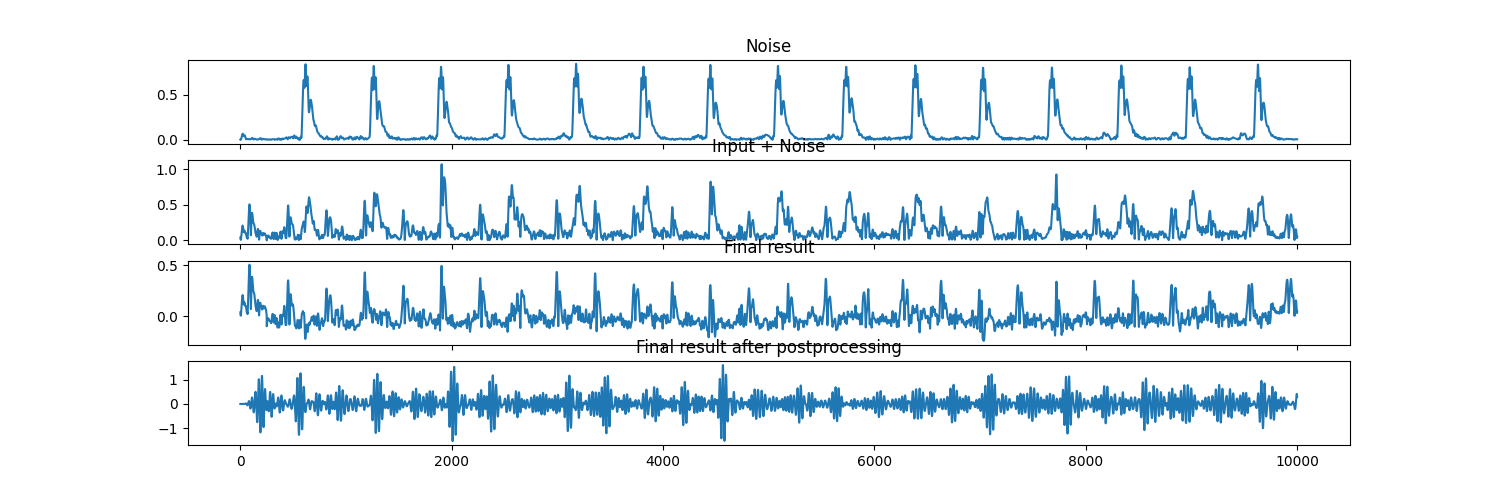 Noise
0.5
0.0
Input + Noise
1.0
0.5
0.0
Final result
0.5
0.0
Final result after postprocessing
1
0
−1
0 2000 4000 6000 8000 10000